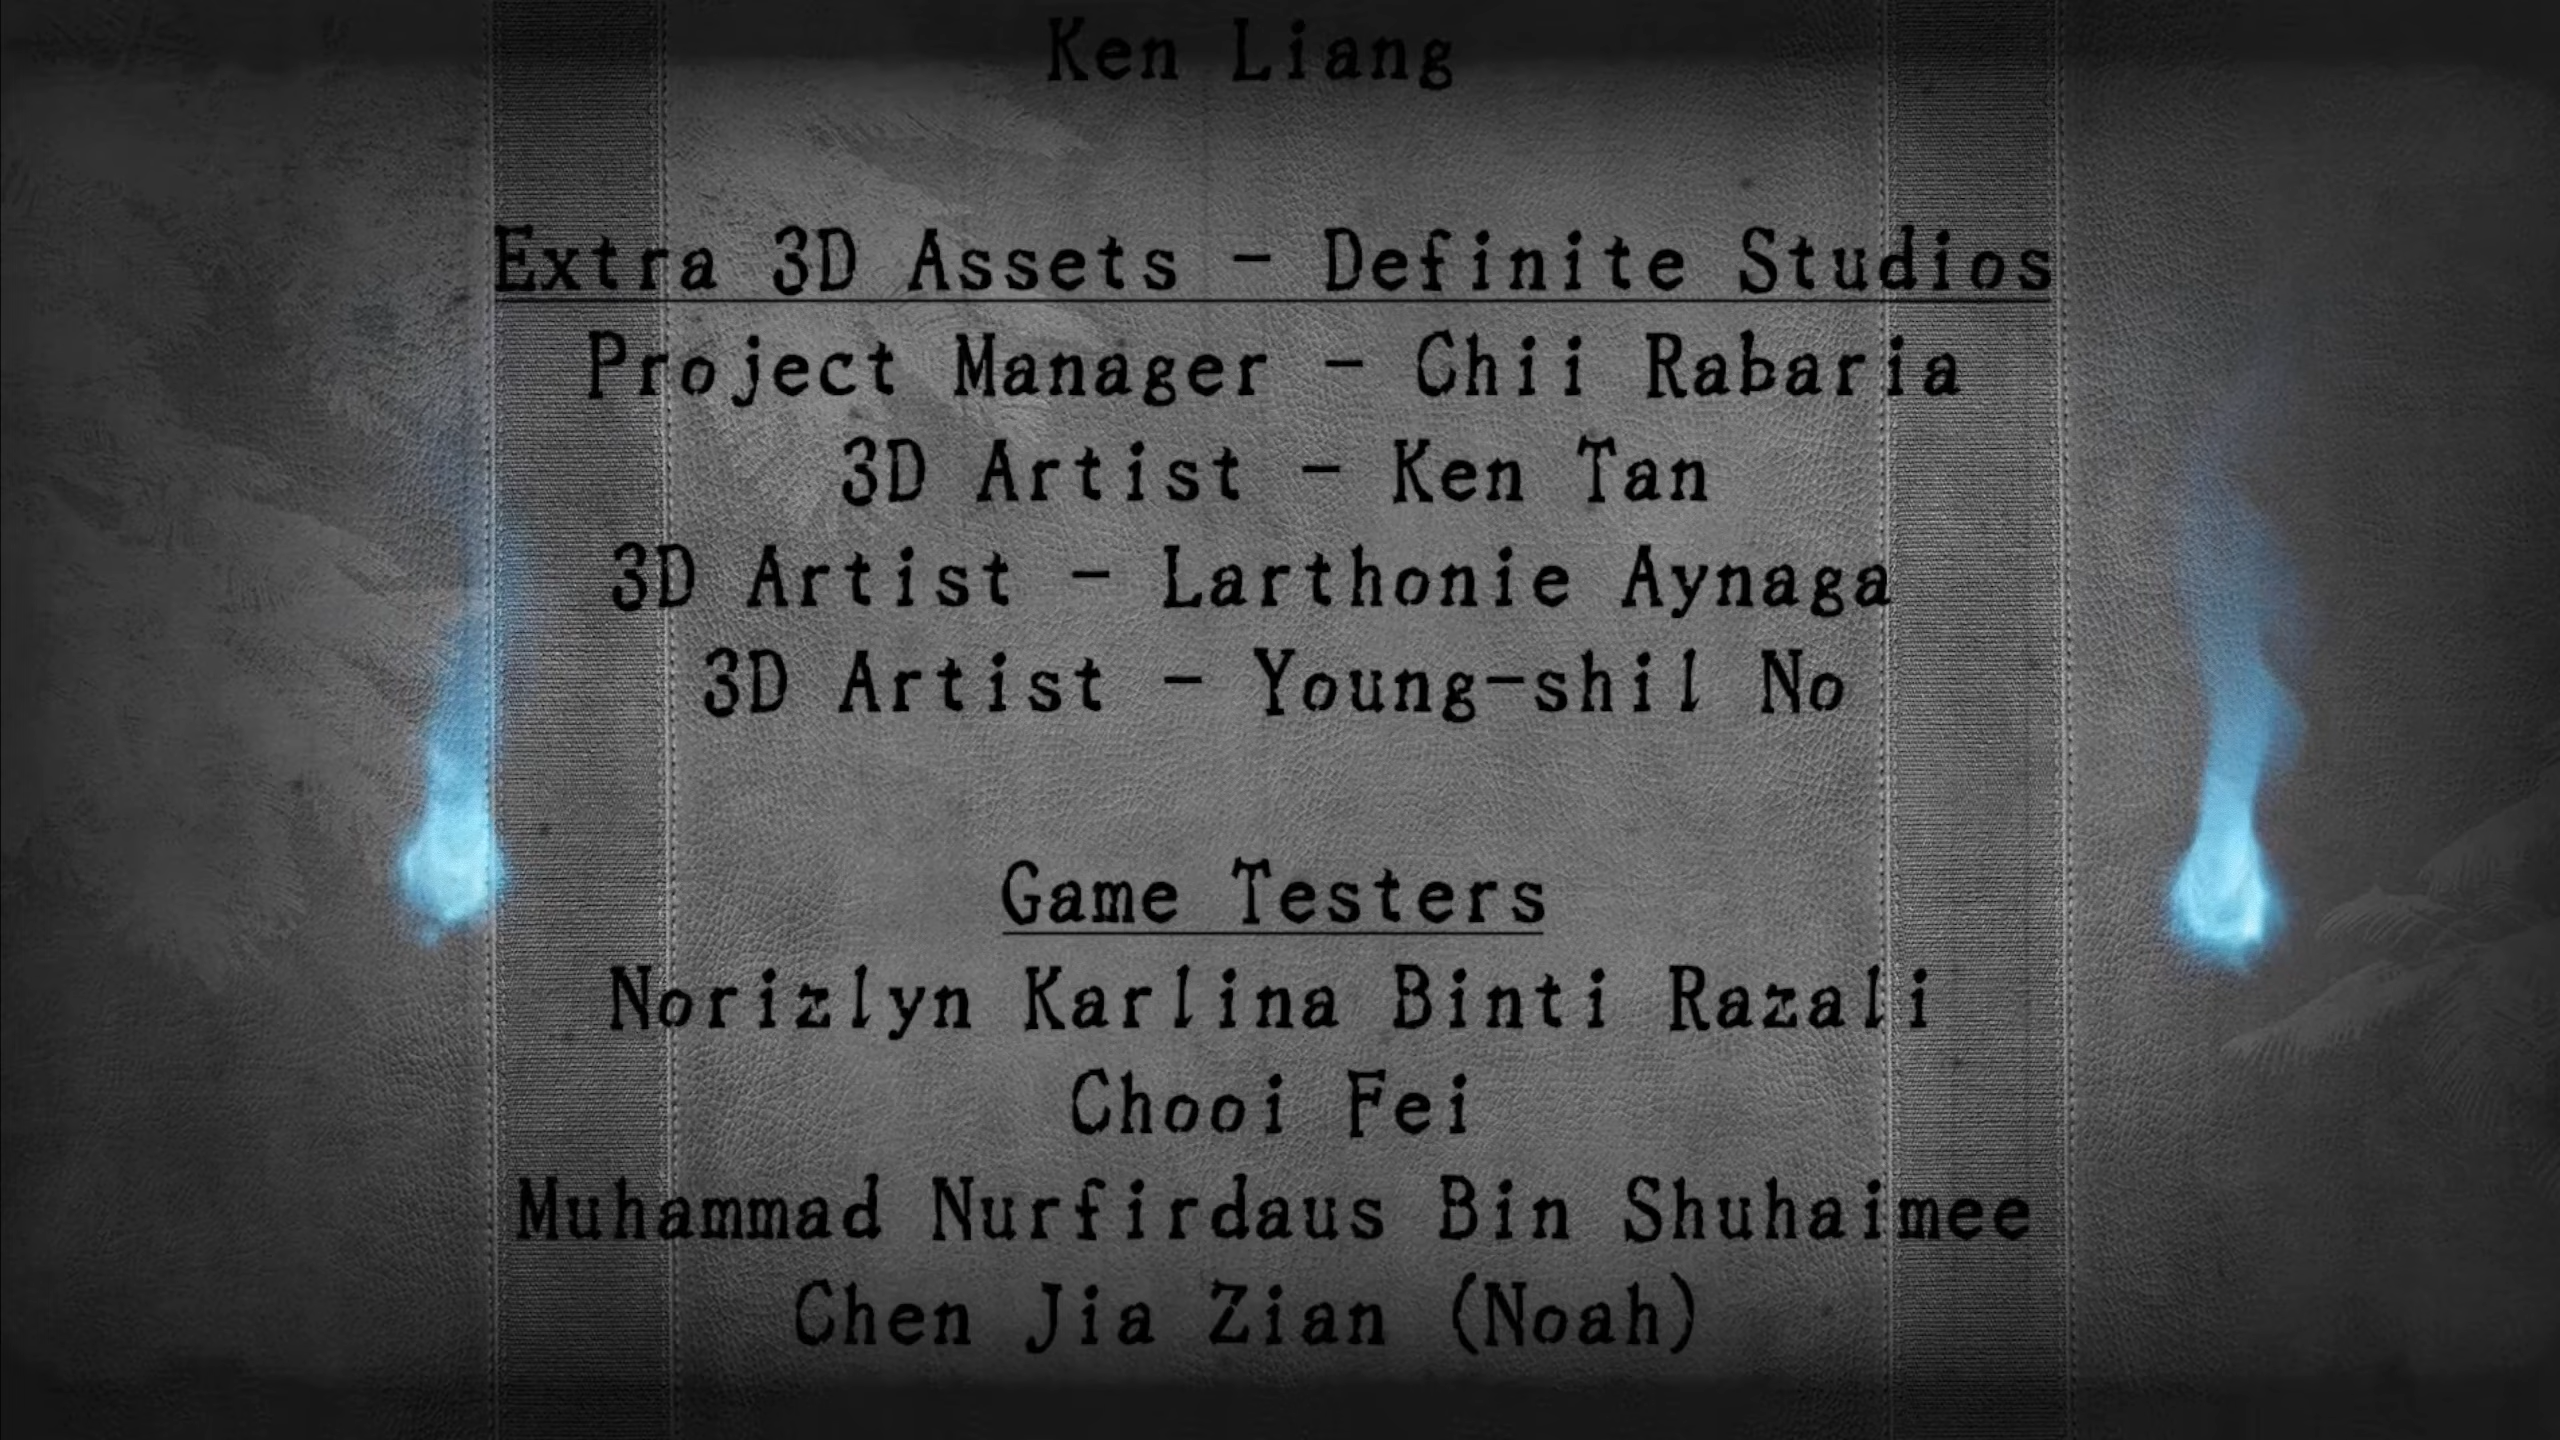 Ken Liang
Extra 3D Assets - Definite Studios
Project Manager - Chii Rabaria
3D Artist - Ken Tan
3D Artist - Larthonie Aynaga
3D Artist - Young-shil No
Game Testers
Norizlyn Karlina Binti Razali
Chooi Fei
Muhammad Nurfirdaus Bin Shuhaimee
Chen Jia Zian (Noah)